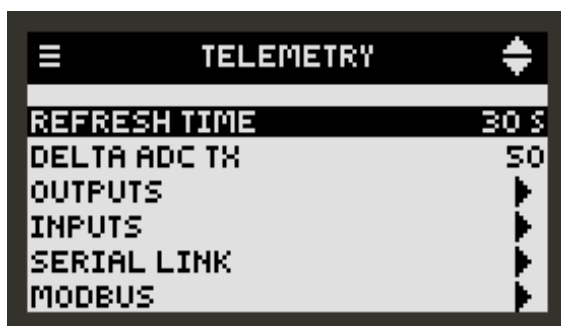 TELEMETRY
REFRESH TIME 30 S
DELTA ADC TX 50
OUTPUTS
INPUTS
SERIAL LINK
MODBUS